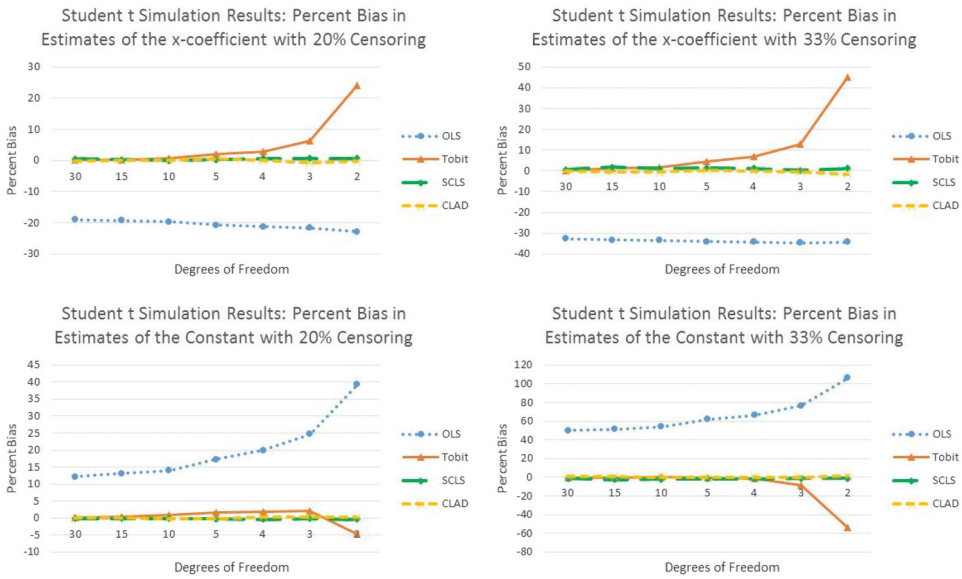 Student t Simulation Results: Percent Bias in
Estimates of the x-coefficient with 20% Censoring
30
20
10
0
-10
-20
-30
Percent Bias
30 15 10 5 4 3 2
Degrees of Freedom
OLS
Tobit
SCLS
CLAD
Student t Simulation Results: Percent Bias in
Estimates of the x-coefficient with 33% Censoring
50
40
30
20
10
0
-10
-20
-30
-40
Percent Bias
30 15 10 5 4 3 2
Degrees of Freedom
OLS
Tobit
SCLS
CLAD
Student t Simulation Results: Percent Bias in
Estimates of the Constant with 20% Censoring
45
40
35
30
25
20
15
10
5
0
-5
-10
Percent Bias
30 15 10 5 4 3 2
Degrees of Freedom
OLS
Tobit
SCLS
CLAD
Student t Simulation Results: Percent Bias in
Estimates of the Constant with 33% Censoring
120
100
80
60
40
20
0
-20
-40
-60
-80
Percent Bias
30 15 10 5 4 3 2
Degrees of Freedom
OLS
Tobit
SCLS
CLAD